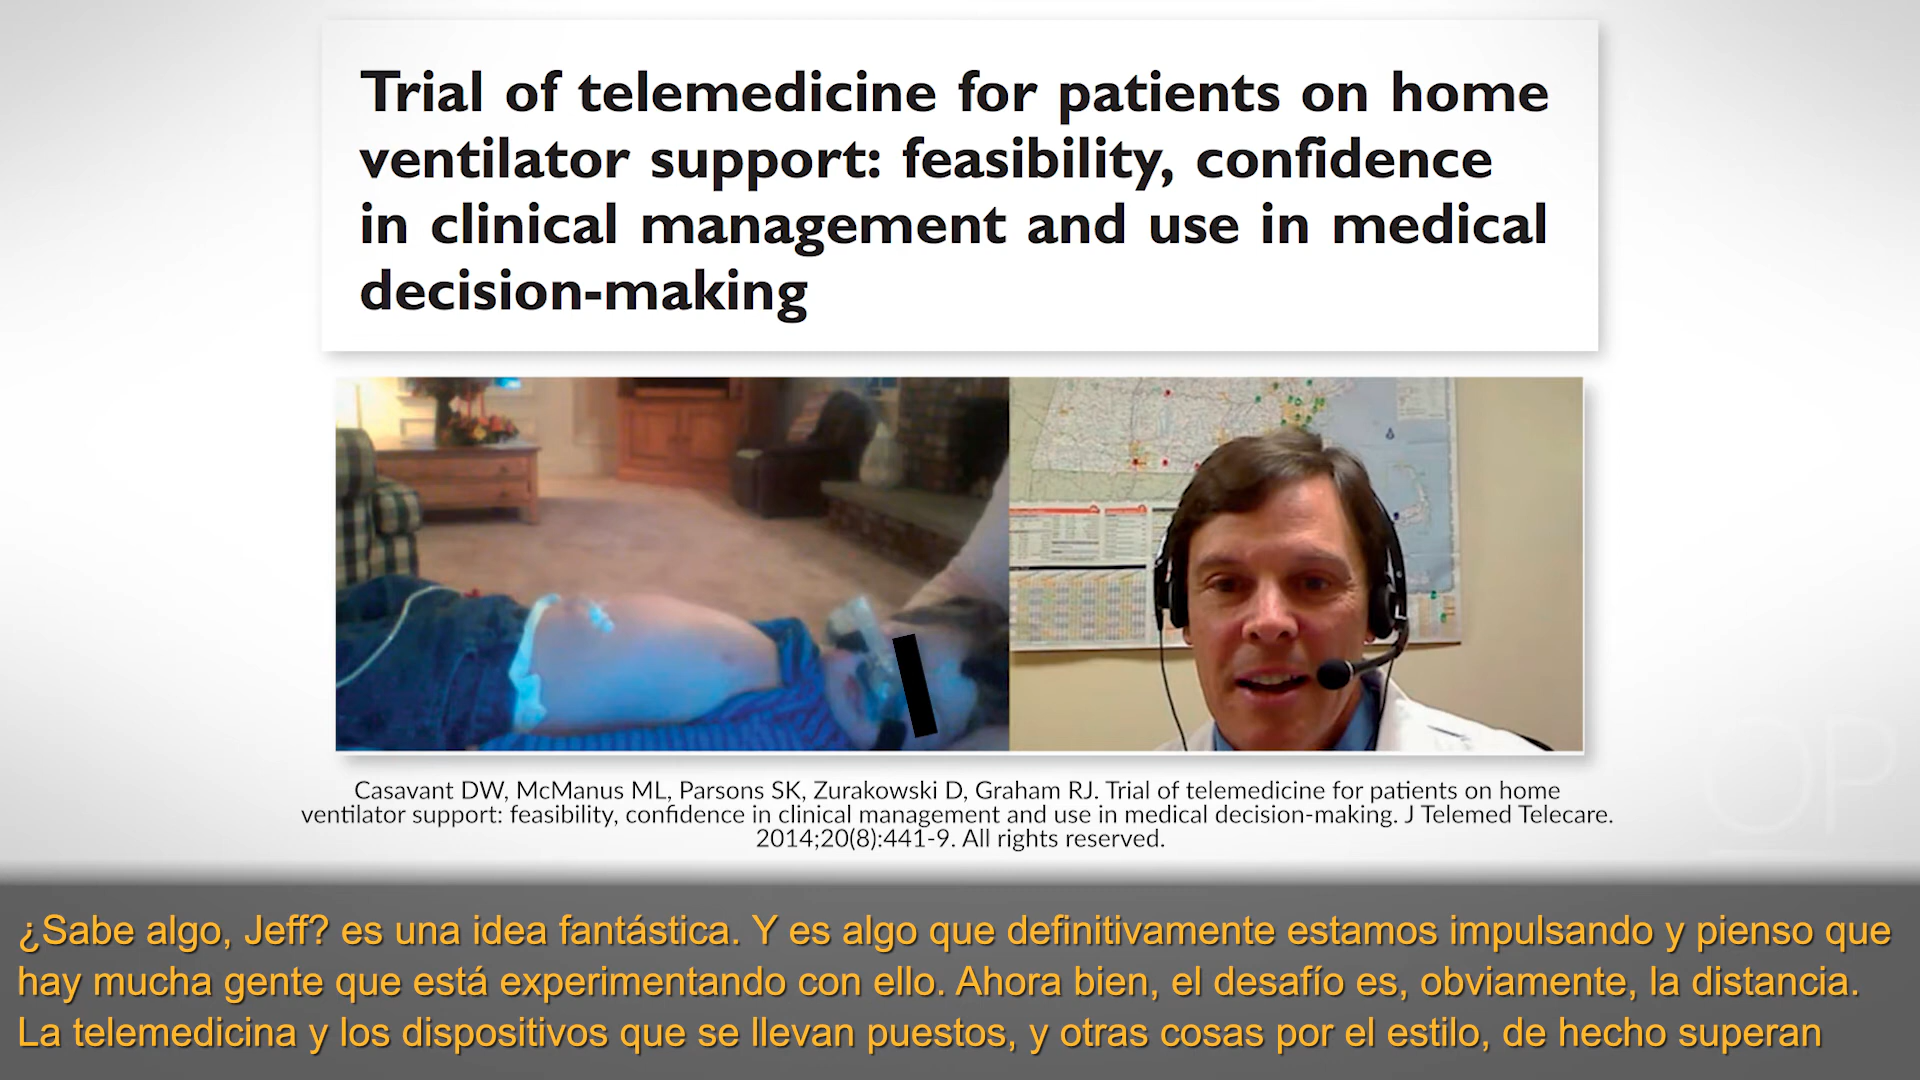 Trial of telemedicine for patients on home
ventilator support: feasibility, confidence
in clinical management and use in medical
decision-making
Casavant DW, McManus ML, Parsons SK, Zurakowski D, Graham RJ. Trial of telemedicine for patients on home
ventilator support: feasibility, confidence in clinical management and use in medical decision-making. J Telemed Telecare.
2014;20(8):441-9. All rights reserved.
OP
¿Sabe algo, Jeff? es una idea fantástica. Y es algo que definitivamente estamos impulsando y pienso que
hay mucha gente que está experimentando con ello. Ahora bien, el desafío es, obviamente, la distancia.
La telemedicina y los dispositivos que se llevan puestos, y otras cosas por el estilo, de hecho superan